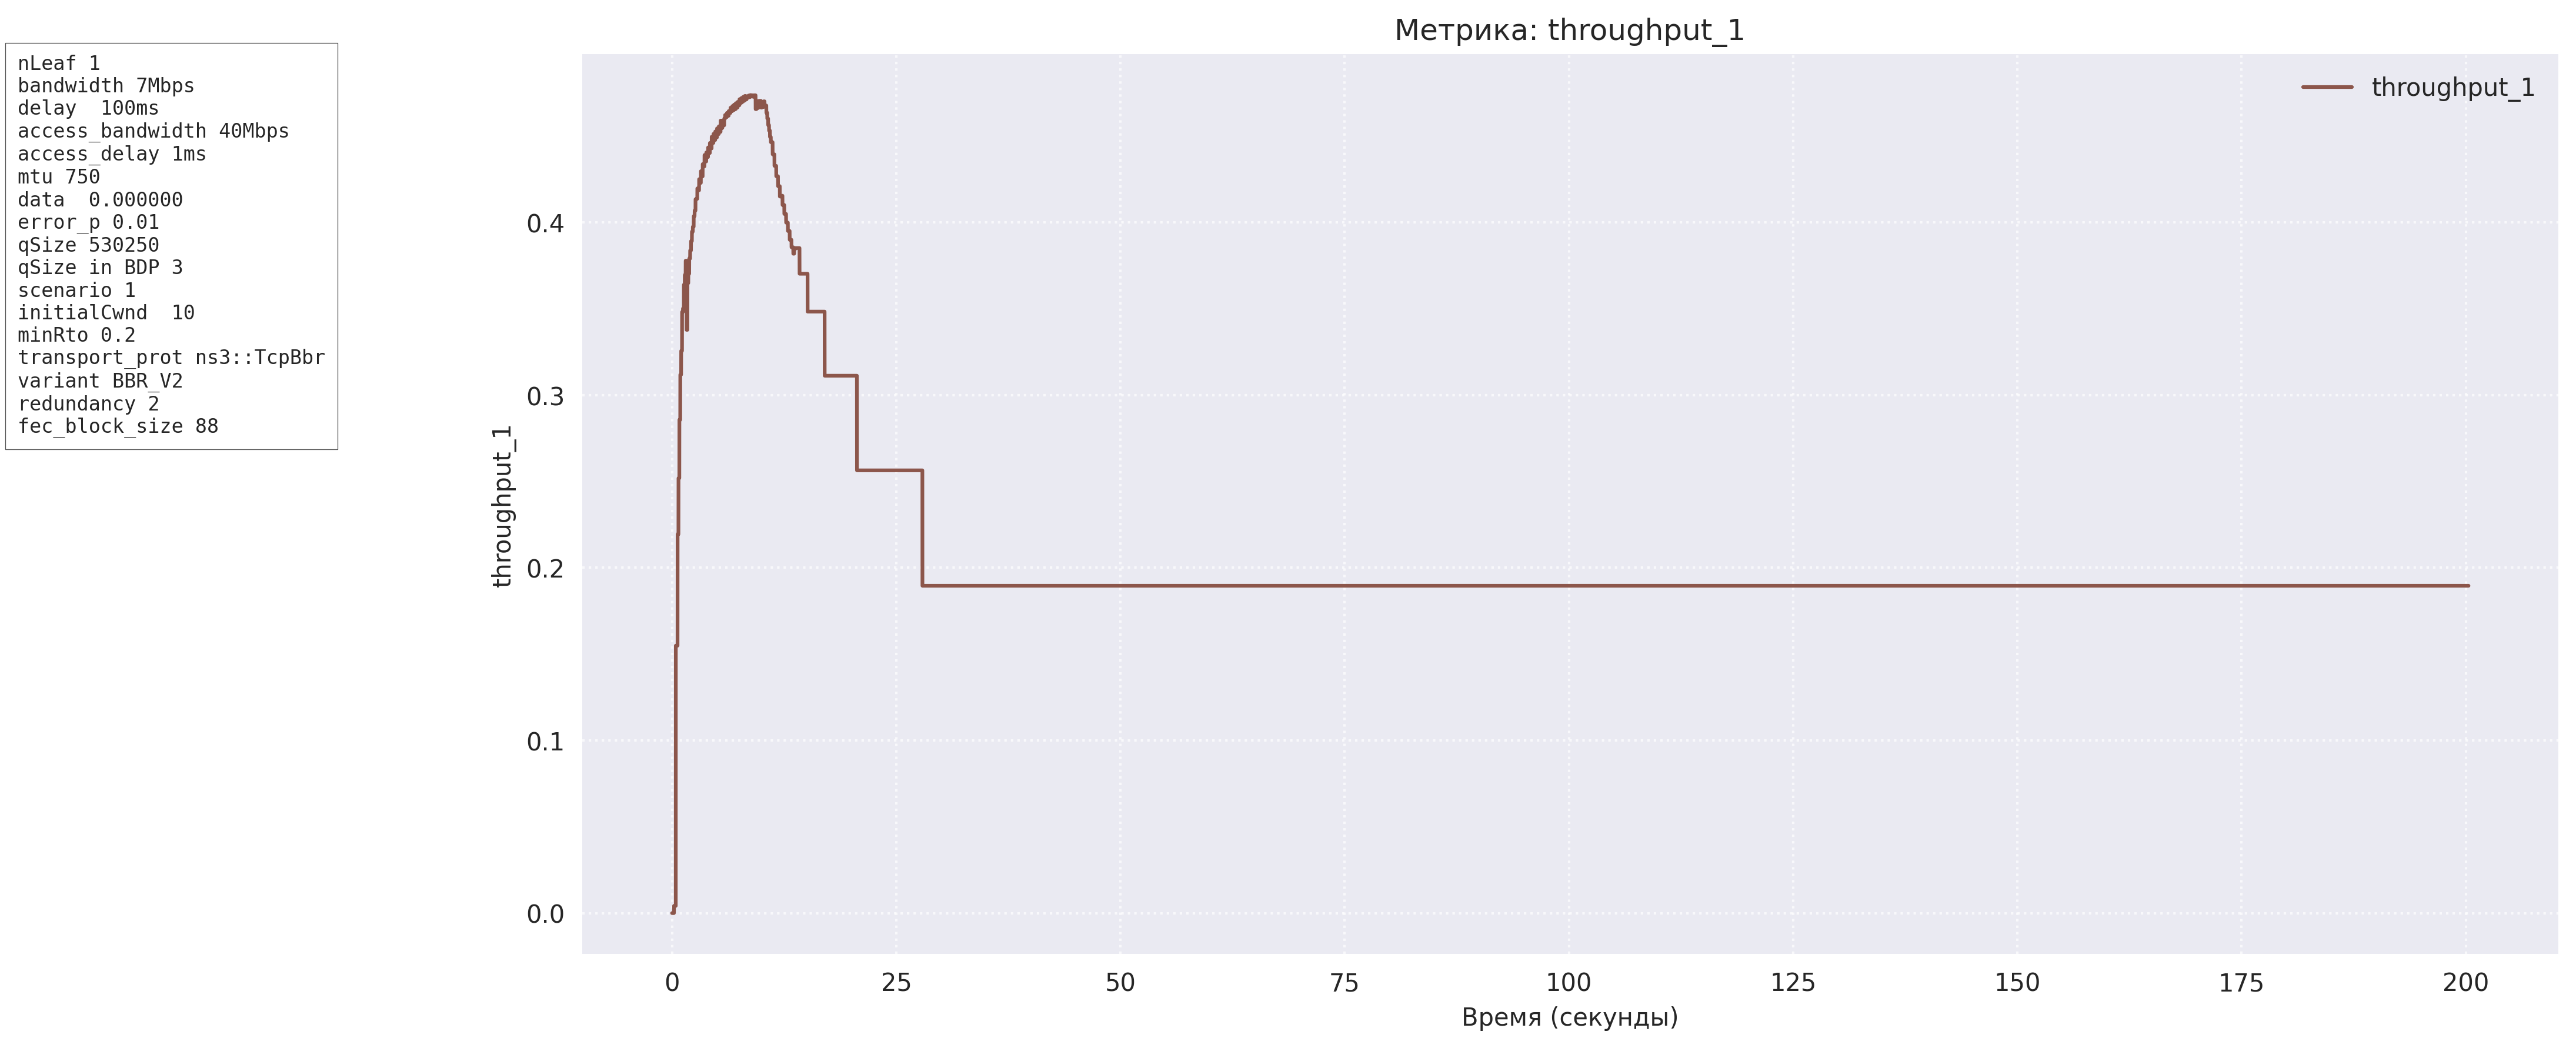 Метрика: throughput_1
nLeaf 1
bandwidth 7Mbps
delay  100ms
access_bandwidth 40Mbps
access_delay 1ms
mtu 750
data  0.000000
error_p 0.01
qSize 530250
qSize in BDP 3
scenario 1
initialCwnd  10
minRto 0.2
transport_prot ns3::TcpBbr
variant BBR_V2
redundancy 2
fec_block_size 88
throughput_1
throughput_1
0.4
0.3
0.2
0.1
0.0
0 25 50 75 100 125 150 175 200
Время (секунды)